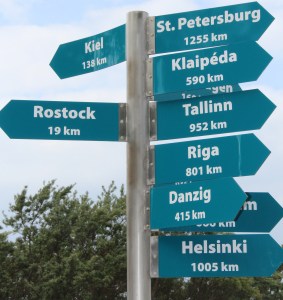 St. Petersburg
1255 km
Kiel
138 km
Klaipéda
590 km
Rostock
19 km
Tallinn
952 km
Riga
801 km
Danzig
415 km
Helsinki
1005 km